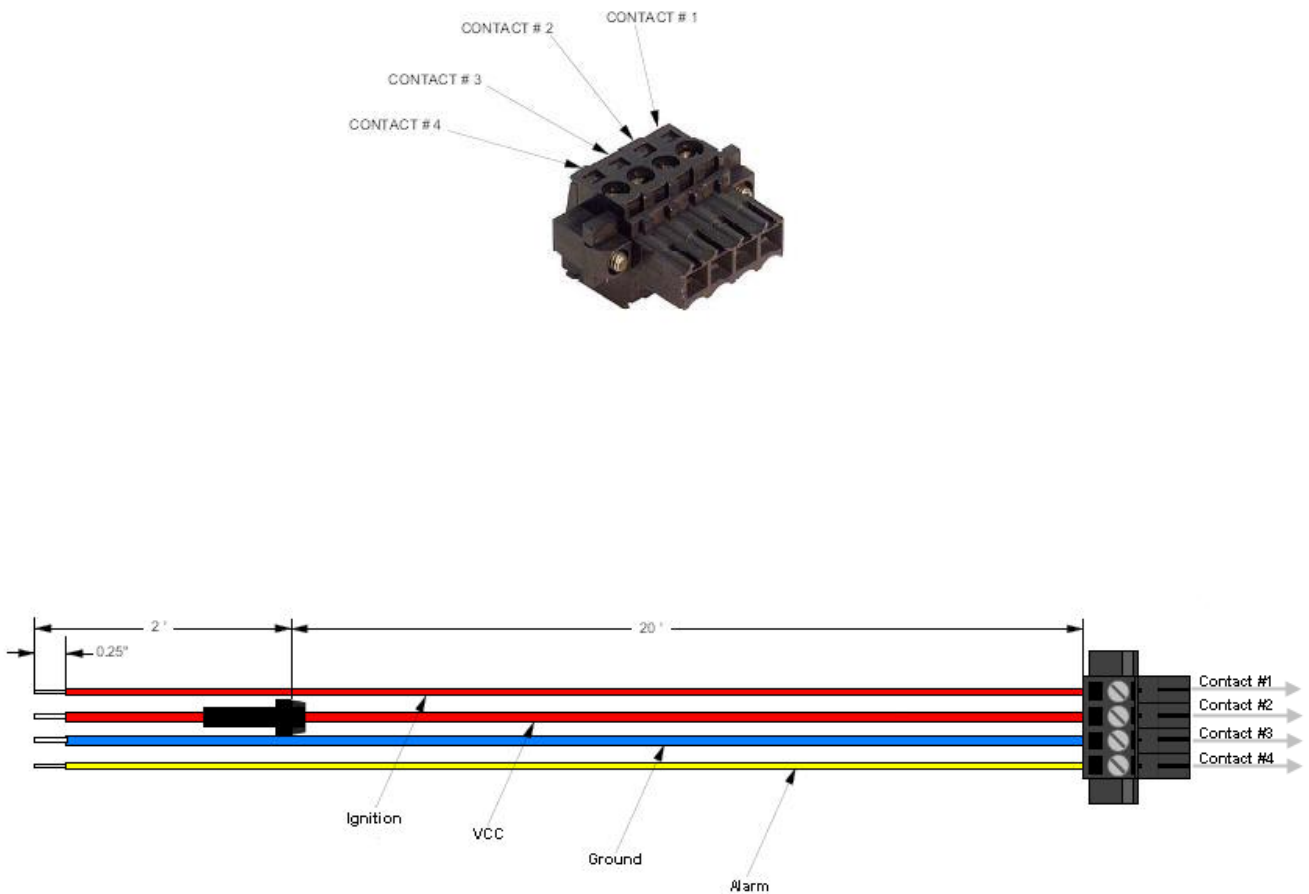 CONTACT # 1
CONTACT # 2
CONTACT # 3
CONTACT # 4
2 '
20 '
0.25"
Contact #1
Contact #2
Contact #3
Contact #4
Ignition
VCC
Ground
Alarm